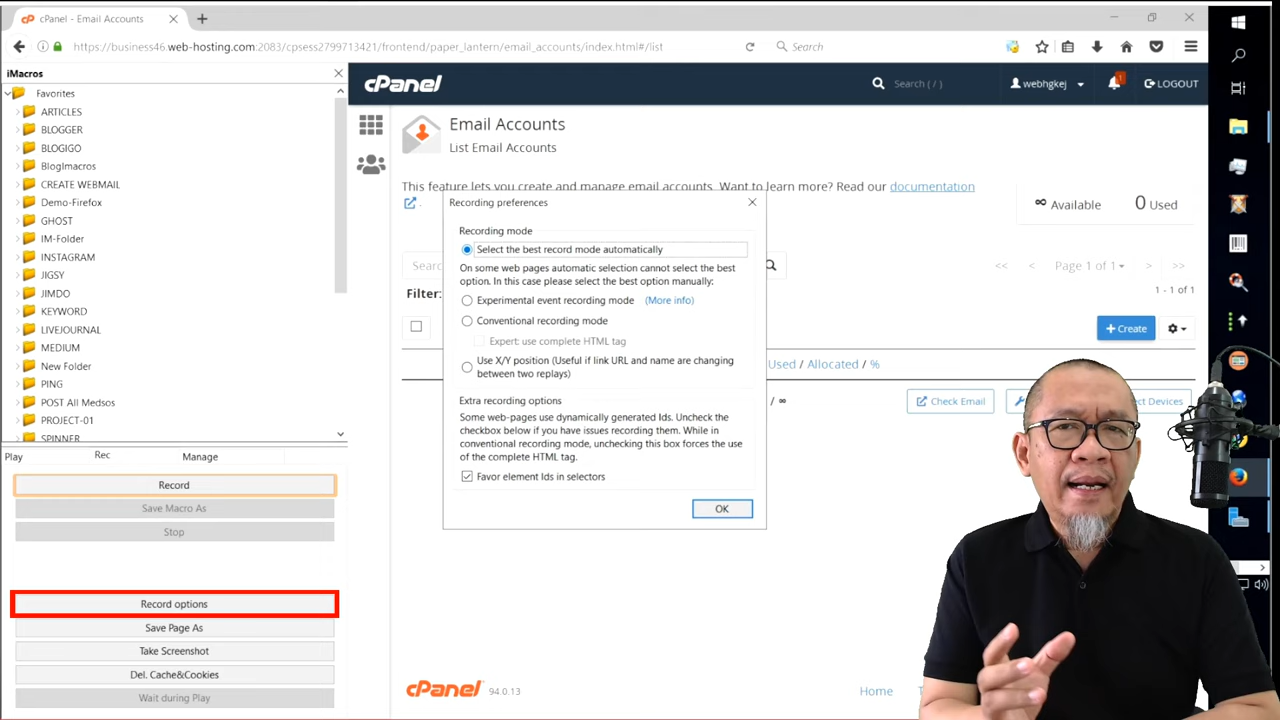 cPanel - Email Accounts
https://business46.web-hosting.com:2083/cpsess2799713421/frontend/paper_lantern/email_accounts/index.html#/list
Search
iMacros
Favorites
ARTICLES
BLOGGER
BLOGIGO
BlogImacros
CREATE WEBMAIL
Demo-Firefox
GHOST
IM-Folder
INSTAGRAM
JIGSY
JIMDO
KEYWORD
LIVEJOURNAL
MEDIUM
New Folder
PING
POST All Medsos
PROJECT-01
SPINNER
Play
Rec
Manage
Record
Save Macro As
Stop
Record options
Save Page As
Take Screenshot
Del. Cache&Cookies
Wait during Play
cPanel
Search ( / )
webhgkej
1
LOGOUT
Email Accounts
List Email Accounts
This feature lets you create and manage email accounts. Want to learn more? Read our documentation
∞ Available
0 Used
<< < Page 1 of 1 > >>
1 - 1 of 1
Filter:
+ Create
Used / Allocated / %
/ ∞
Check Email
Devices
Recording preferences
Recording mode
Select the best record mode automatically
On some web pages automatic selection cannot select the best
option. In this case please select the best option manually:
Experimental event recording mode (More info)
Conventional recording mode
Expert: use complete HTML tag
Use X/Y position (Useful if link URL and name are changing
between two replays)
Extra recording options
Some web-pages use dynamically generated Ids. Uncheck the
checkbox below if you have issues recording them. While in
conventional recording mode, unchecking this box forces the use
of the complete HTML tag.
Favor element Ids in selectors
OK
cPanel 94.0.13
Home